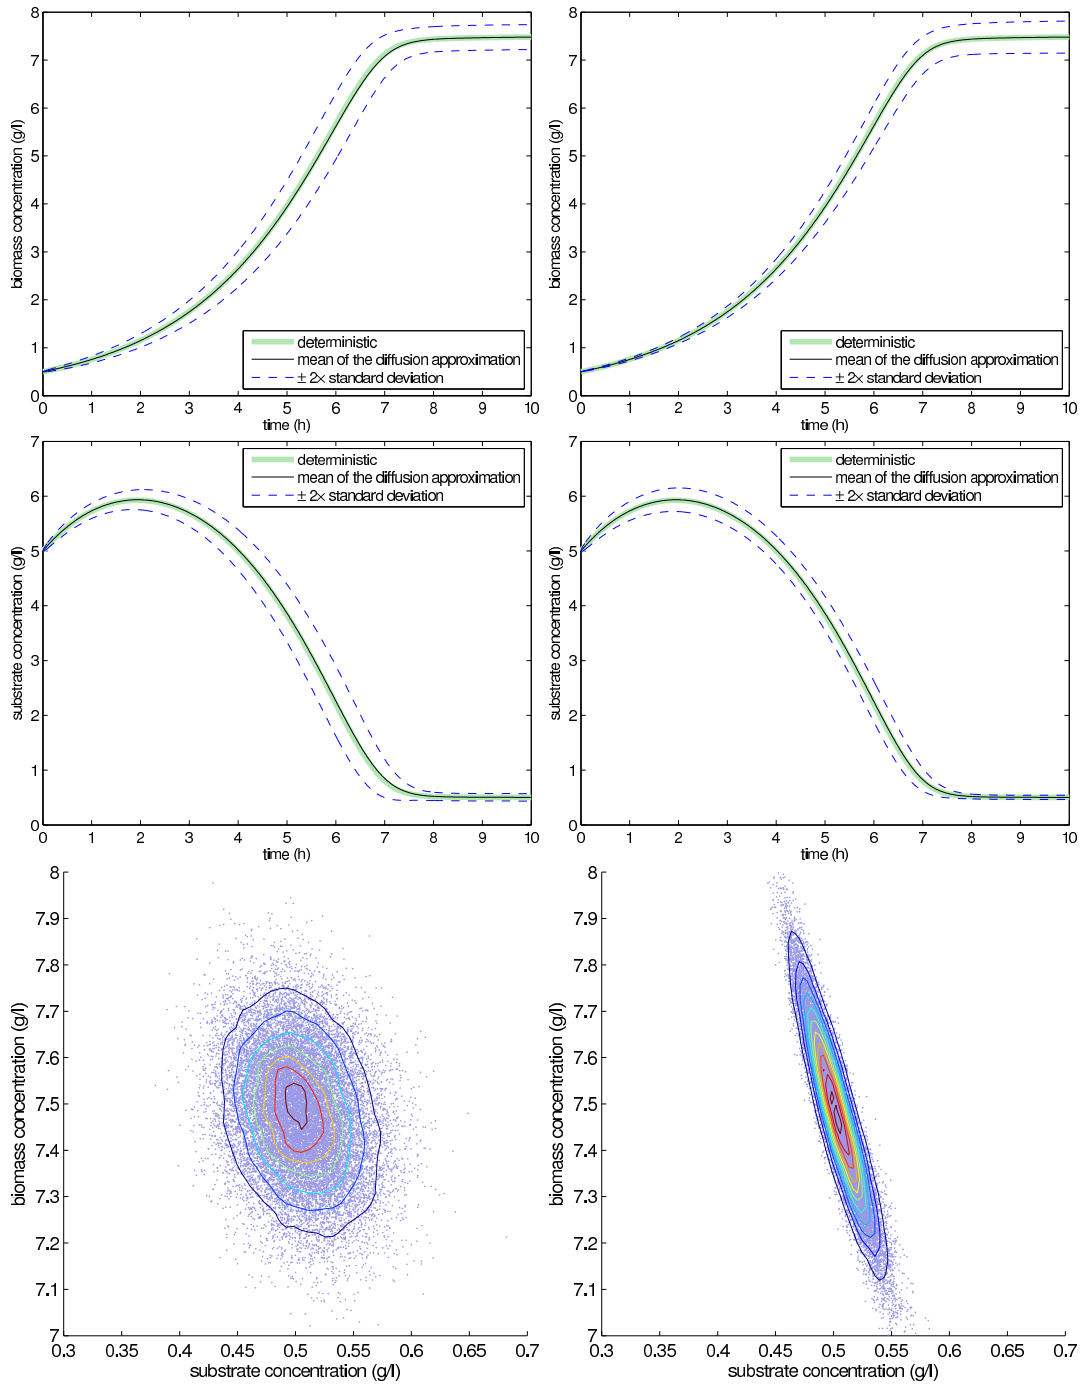 8
7
6
5
4
3
2
1
0
biomass concentration (g/l)
deterministic
mean of the diffusion approximation
± 2× standard deviation
0 1 2 3 4 5 6 7 8 9 10
time (h)
8
7
6
5
4
3
2
1
0
biomass concentration (g/l)
deterministic
mean of the diffusion approximation
± 2× standard deviation
0 1 2 3 4 5 6 7 8 9 10
time (h)
7
6
5
4
3
2
1
0
substrate concentration (g/l)
deterministic
mean of the diffusion approximation
± 2× standard deviation
0 1 2 3 4 5 6 7 8 9 10
time (h)
7
6
5
4
3
2
1
0
substrate concentration (g/l)
deterministic
mean of the diffusion approximation
± 2× standard deviation
0 1 2 3 4 5 6 7 8 9 10
time (h)
8
7.9
7.8
7.7
7.6
7.5
7.4
7.3
7.2
7.1
7
biomass concentration (g/l)
0.3 0.35 0.4 0.45 0.5 0.55 0.6 0.65 0.7
substrate concentration (g/l)
8
7.9
7.8
7.7
7.6
7.5
7.4
7.3
7.2
7.1
7
biomass concentration (g/l)
0.3 0.35 0.4 0.45 0.5 0.55 0.6 0.65 0.7
substrate concentration (g/l)